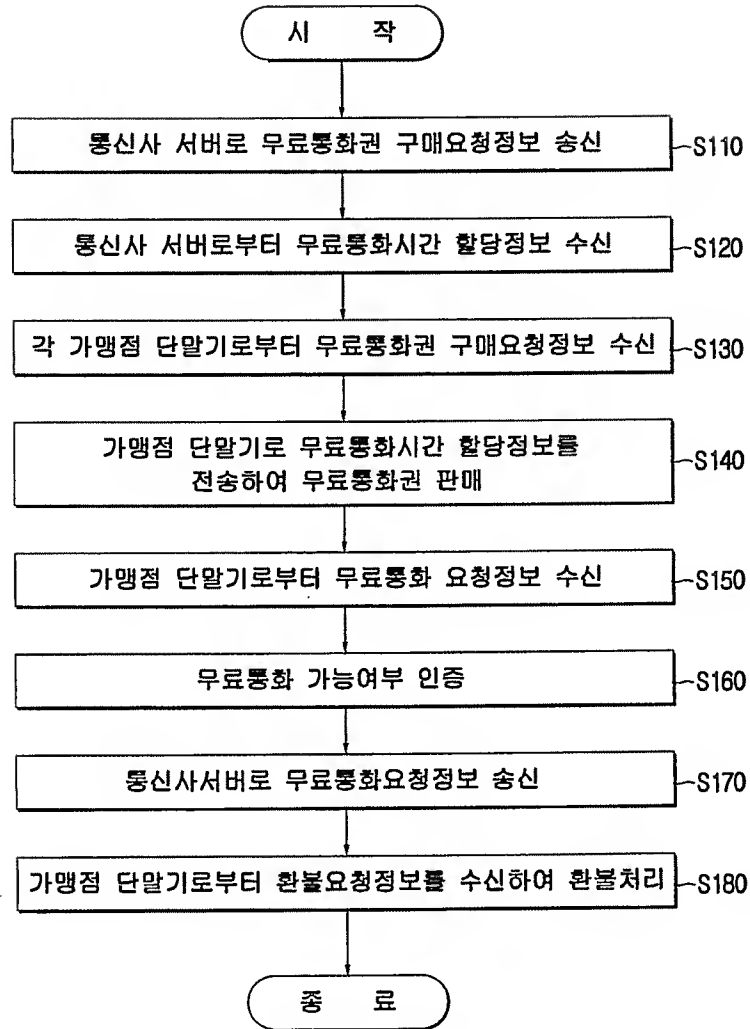 시 작
통신사 서버로 무료통화권 구매요청정보 송신
S110
통신사 서버로부터 무료통화시간 할당정보 수신
S120
각 가맹점 단말기로부터 무료통화권 구매요청정보 수신
S130
가맹점 단말기로 무료통화시간 할당정보를
전송하여 무료통화권 판매
S140
가맹점 단말기로부터 무료통화 요청정보 수신
S150
무료통화 가능여부 인증
S160
통신사서버로 무료통화요청정보 송신
S170
가맹점 단말기로부터 환불요청정보를 수신하여 환불처리
S180
종 료